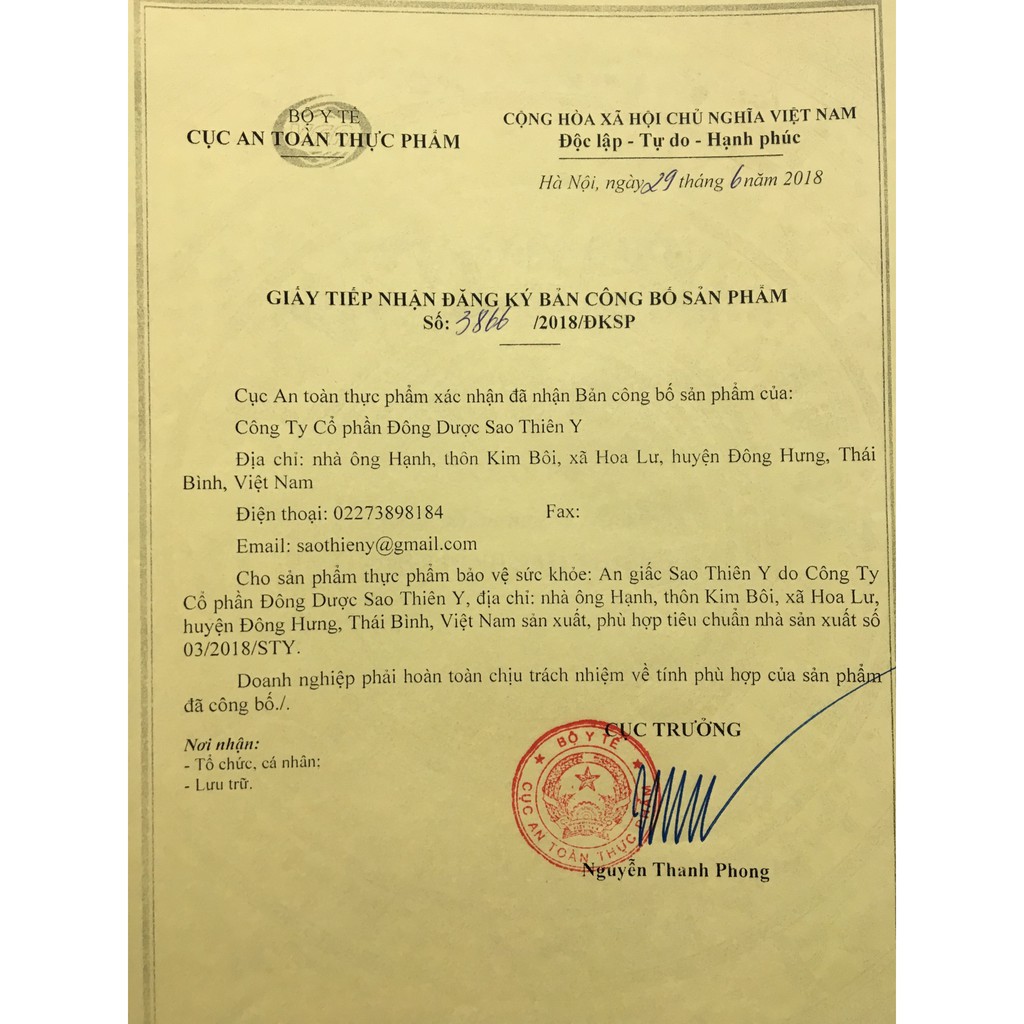 BỘ Y TẾ
CỤC AN TOÀN THỰC PHẨM
CỘNG HÒA XÃ HỘI CHỦ NGHĨA VIỆT NAM
Độc lập - Tự do - Hạnh phúc
Hà Nội, ngày 29 tháng 6 năm 2018
GIẤY TIẾP NHẬN ĐĂNG KÝ BẢN CÔNG BỐ SẢN PHẨM
Số: 3866 /2018/ĐKSP
Cục An toàn thực phẩm xác nhận đã nhận Bản công bố sản phẩm của:
Công Ty Cổ phần Đông Dược Sao Thiên Y
Địa chỉ: nhà ông Hạnh, thôn Kim Bôi, xã Hoa Lư, huyện Đông Hưng, Thái
Bình, Việt Nam
Điện thoại: 02273898184 Fax:
Email: saothieny@gmail.com
Cho sản phẩm thực phẩm bảo vệ sức khỏe: An giấc Sao Thiên Y do Công Ty
Cổ phần Đông Dược Sao Thiên Y, địa chỉ: nhà ông Hạnh, thôn Kim Bôi, xã Hoa Lư,
huyện Đông Hưng, Thái Bình, Việt Nam sản xuất, phù hợp tiêu chuẩn nhà sản xuất số
03/2018/STY.
Doanh nghiệp phải hoàn toàn chịu trách nhiệm về tính phù hợp của sản phẩm
đã công bố./.
Nơi nhận:
- Tổ chức, cá nhân;
- Lưu trữ.
CỤC TRƯỞNG
BỘ Y TẾ
CỤC AN TOÀN THỰC PHẨM
Nguyễn Thanh Phong